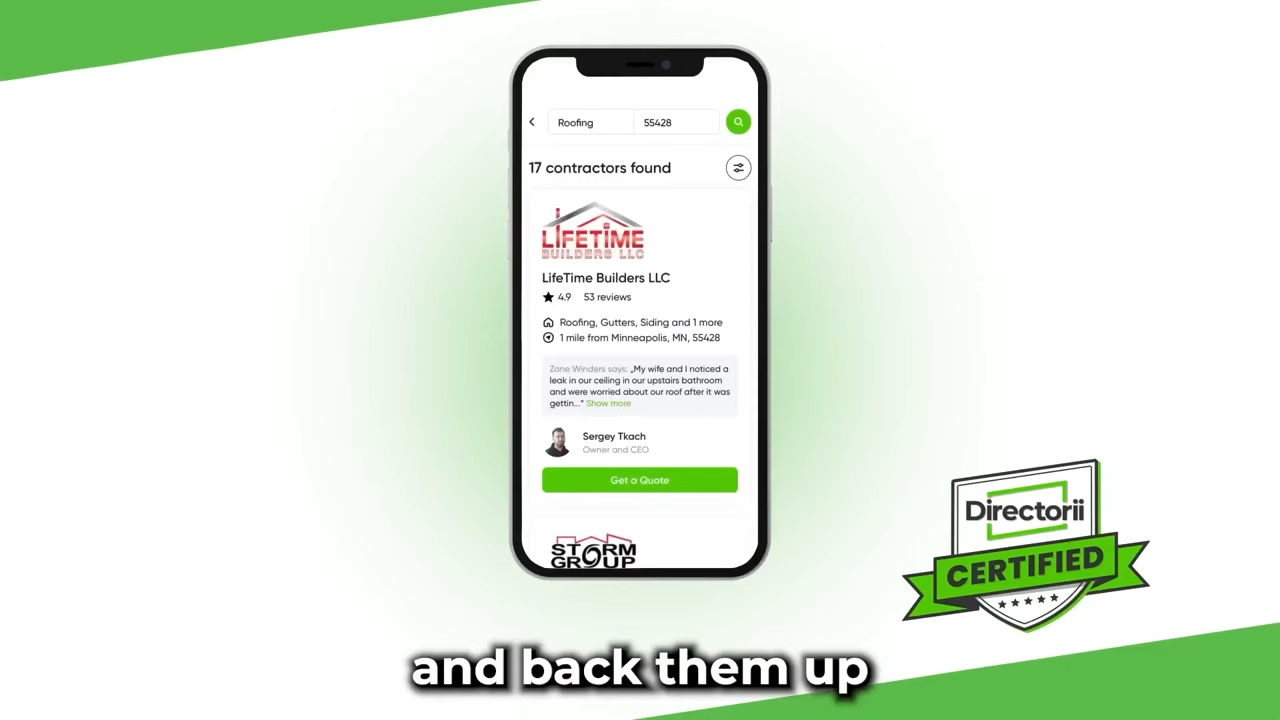 Roofing
55428
17 contractors found
LIFETIME
BUILDERS LLC
LifeTime Builders LLC
4.9 53 reviews
Roofing, Gutters, Siding and 1 more
1 mile from Minneapolis, MN, 55428
Zane Winders says: „My wife and I noticed a
leak in our ceiling in our upstairs bathroom
and were worried about our roof after it was
gettin...“ Show more
Sergey Tkach
Owner and CEO
Get a Quote
STORM
GROUP
Directorii
CERTIFIED
and back them up